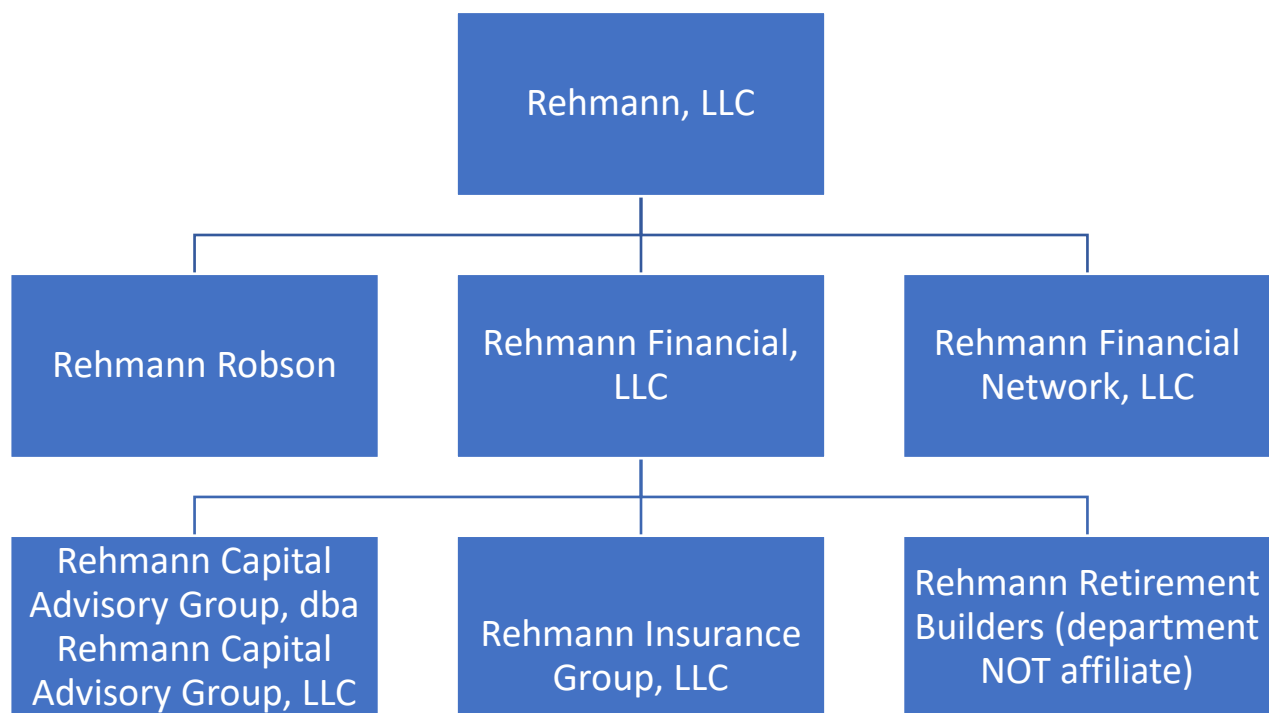 Rehmann, LLC
Rehmann Robson
Rehmann Financial,
LLC
Rehmann Financial
Network, LLC
Rehmann Capital
Advisory Group, dba
Rehmann Capital
Advisory Group, LLC
Rehmann Insurance
Group, LLC
Rehmann Retirement
Builders (department
NOT affiliate)